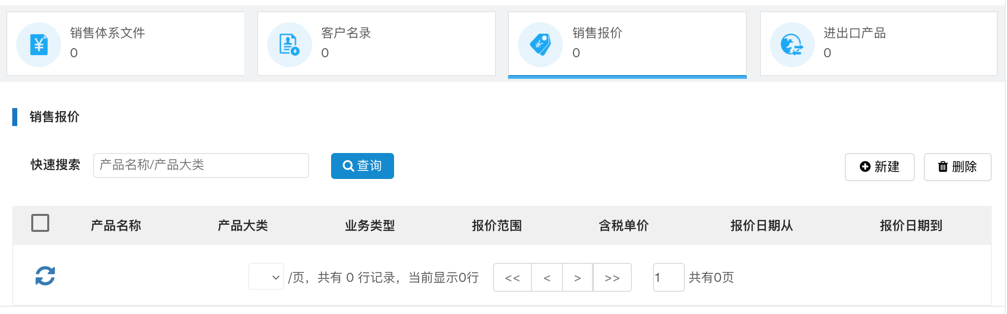 销售体系文件
0
客户名录
0
销售报价
0
进出口产品
0
销售报价
快速搜索 产品名称/产品大类 查询 新建 删除
产品名称 产品大类 业务类型 报价范围 含税单价 报价日期从 报价日期到
/页，共有 0 行记录，当前显示0行 << < > >> 1 共有0页